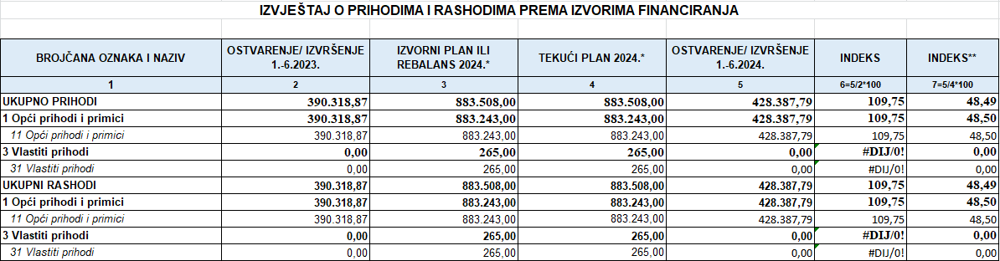 IZVJEŠTAJ O PRIHODIMA I RASHODIMA PREMA IZVORIMA FINANCIRANJA
BROJČANA OZNAKA I NAZIV OSTVARENJE/ IZVRŠENJE 1.-6.2023. IZVORNI PLAN ILI REBALANS 2024.* TEKUĆI PLAN 2024.* OSTVARENJE/ IZVRŠENJE 1.-6.2024. INDEKS INDEKS**
1 2 3 4 5 6=5/2*100 7=5/4*100
UKUPNO PRIHODI 390.318,87 883.508,00 883.508,00 428.387,79 109,75 48,49
1 Opći prihodi i primici 390.318,87 883.243,00 883.243,00 428.387,79 109,75 48,50
11 Opći prihodi i primici 390.318,87 883.243,00 883.243,00 428.387,79 109,75 48,50
3 Vlastiti prihodi 0,00 265,00 265,00 0,00 #DIJ/0! 0,00
31 Vlastiti prihodi 0,00 265,00 265,00 0,00 #DIJ/0! 0,00
UKUPNI RASHODI 390.318,87 883.508,00 883.508,00 428.387,79 109,75 48,49
1 Opći prihodi i primici 390.318,87 883.243,00 883.243,00 428.387,79 109,75 48,50
11 Opći prihodi i primici 390.318,87 883.243,00 883.243,00 428.387,79 109,75 48,50
3 Vlastiti prihodi 0,00 265,00 265,00 0,00 #DIJ/0! 0,00
31 Vlastiti prihodi 0,00 265,00 265,00 0,00 #DIJ/0! 0,00